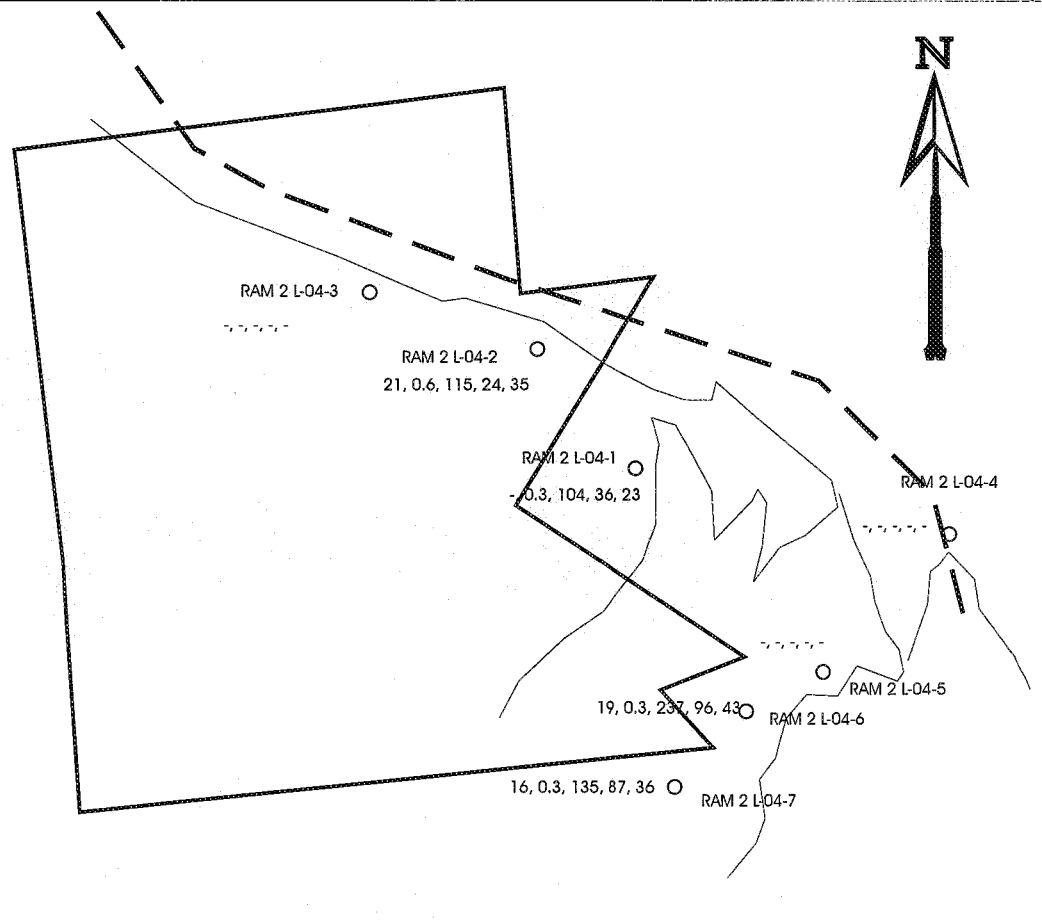 N
RAM 2 L-04-3
-, -, -, -, -
RAM 2 L-04-2
21, 0.6, 115, 24, 35
RAM 2 L-04-1
-, 0.3, 104, 36, 23
RAM 2 L-04-4
-, -, -, -, -
-, -, -, -, -
RAM 2 L-04-5
19, 0.3, 237, 96, 43
RAM 2 L-04-6
16, 0.3, 135, 87, 36
RAM 2 L-04-7